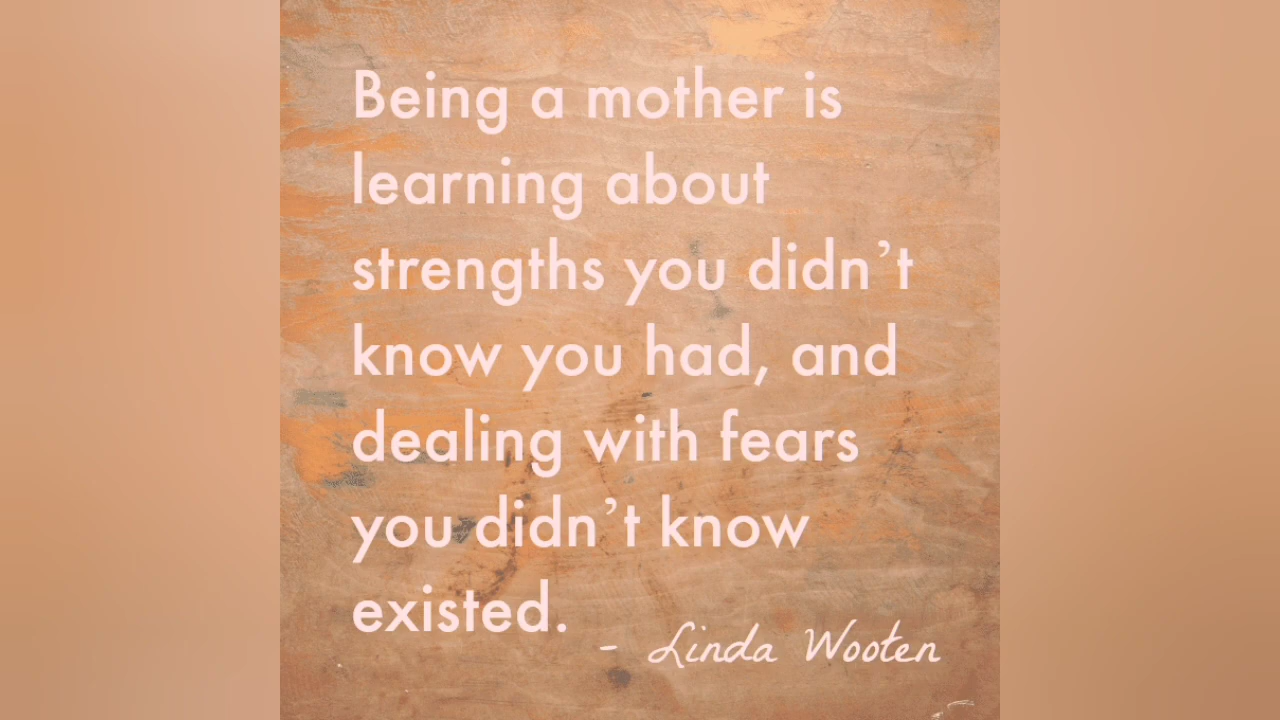 Being a mother is
learning about
strengths you didn’t
know you had, and
dealing with fears
you didn’t know
existed.
- Linda Wooten